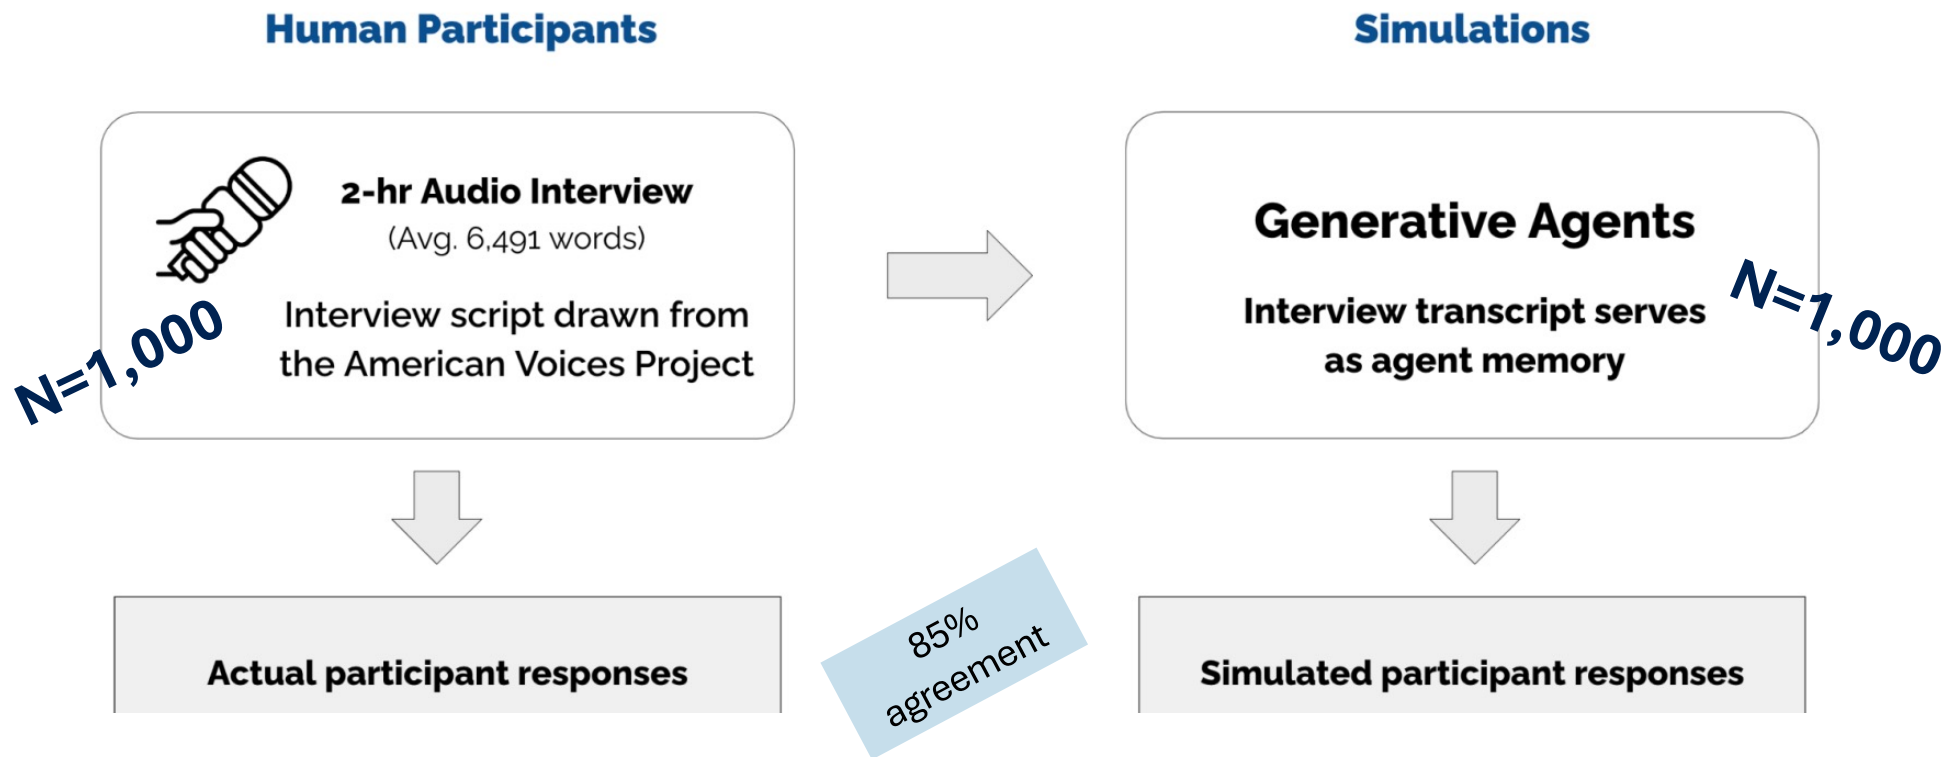 Human Participants
Simulations
2-hr Audio Interview
(Avg. 6,491 words)
Interview script drawn from
the American Voices Project
N=1,000
Generative Agents
Interview transcript serves
as agent memory
N=1,000
85%
agreement
Actual participant responses
Simulated participant responses